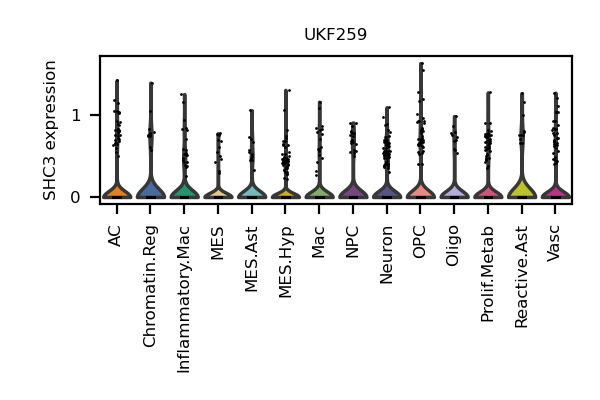 UKF259
SHC3 expression
1
0
AC
Chromatin.Reg
Inflammatory.Mac
MES
MES.Ast
MES.Hyp
Mac
NPC
Neuron
OPC
Oligo
Prolif.Metab
Reactive.Ast
Vasc